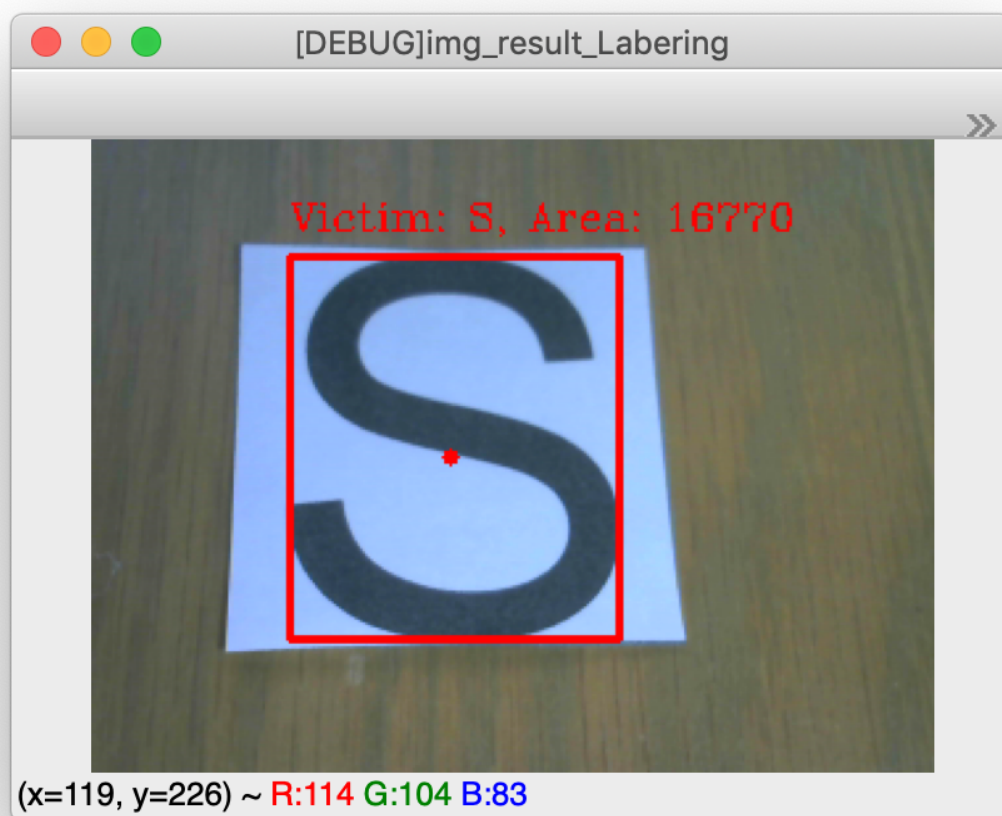 [DEBUG]img_result_Labering
Victim: S, Area: 16770
S
(x=119, y=226) ~ R:114 G:104 B:83